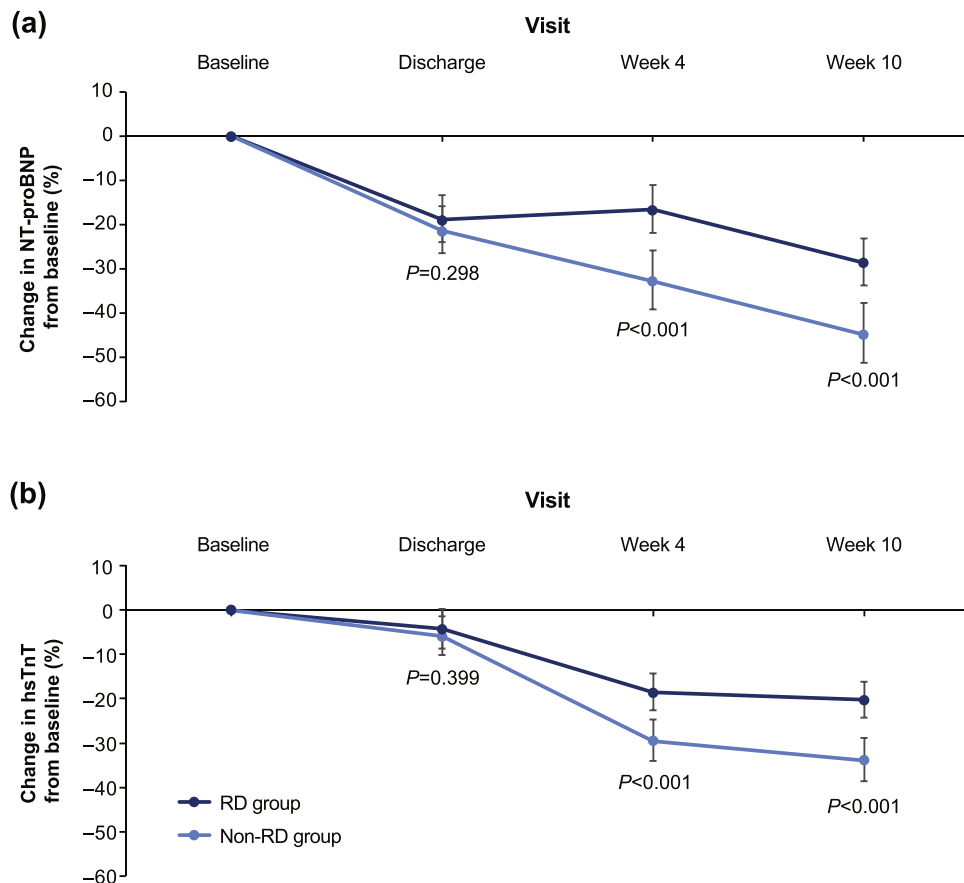 (a)
Visit
Baseline Discharge Week 4 Week 10
Change in NT-proBNP
from baseline (%)
10
0
–10
–20
–30
–40
–50
–60
P=0.298
P<0.001
P<0.001
(b)
Visit
Baseline Discharge Week 4 Week 10
Change in hsTnT
from baseline (%)
10
0
–10
–20
–30
–40
–50
–60
P=0.399
P<0.001
P<0.001
RD group
Non-RD group